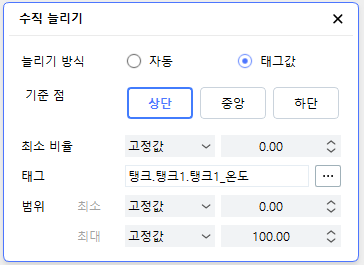 수직 늘리기
늘리기 방식 자동 태그값
기준 점 상단 중앙 하단
최소 비율 고정값 0.00
태그 탱크.탱크1.탱크1_온도 ...
범위 최소 고정값 0.00
최대 고정값 100.00